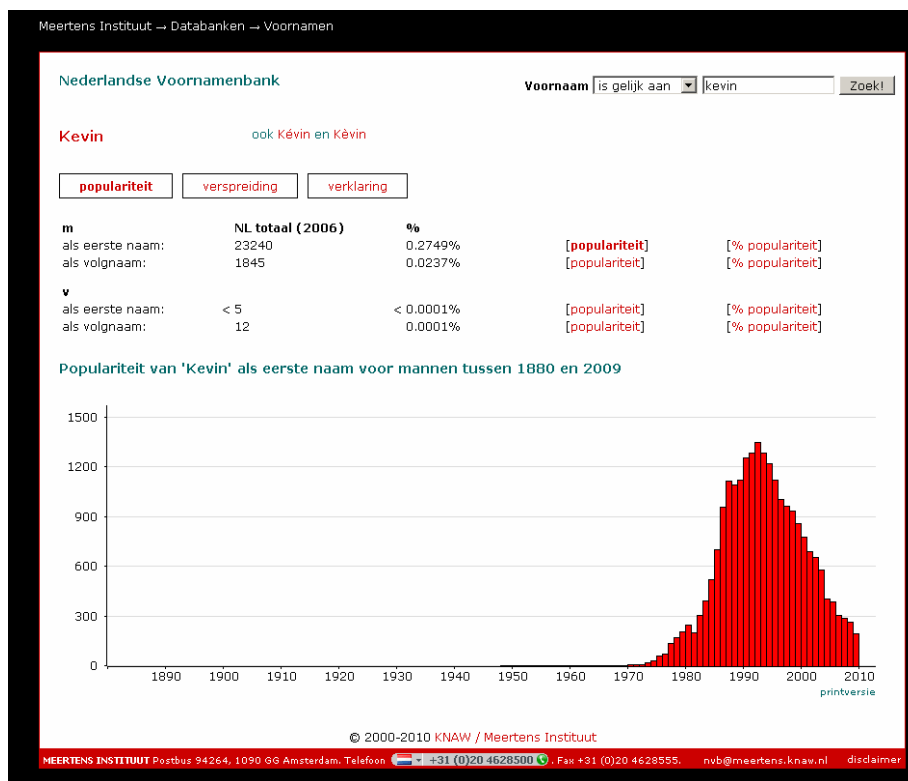 Meertens Instituut → Databanken → Voornamen
Nederlandse Voornamenbank
Voornaam is gelijk aan kevin Zoek!
Kevin ook Kévin en Kèvin
populariteit verspreiding verklaring
m NL totaal (2006) %
als eerste naam: 23240 0.2749% [populariteit] [% populariteit]
als volgnaam: 1845 0.0237% [populariteit] [% populariteit]
v
als eerste naam: < 5 < 0.0001% [populariteit] [% populariteit]
als volgnaam: 12 0.0001% [populariteit] [% populariteit]
Populariteit van 'Kevin' als eerste naam voor mannen tussen 1880 en 2009
1500
1200
900
600
300
0
1890 1900 1910 1920 1930 1940 1950 1960 1970 1980 1990 2000 2010
printversie
© 2000-2010 KNAW / Meertens Instituut
MEERTENS INSTITUUT Postbus 94264, 1090 GG Amsterdam. Telefoon +31 (0)20 4628500 . Fax +31 (0)20 4628555. nvb@meertens.knaw.nl disclaimer